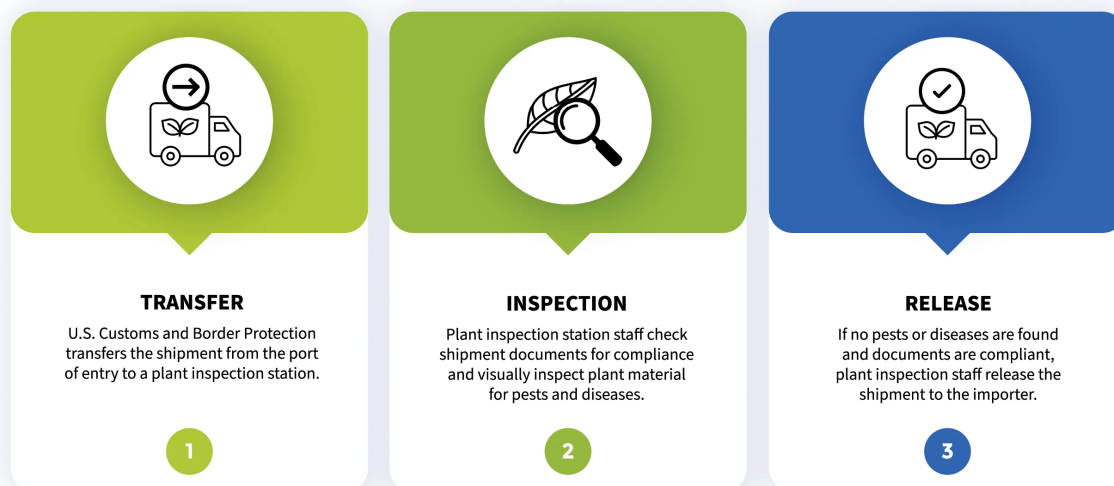 TRANSFER
U.S. Customs and Border Protection
transfers the shipment from the port
of entry to a plant inspection station.
1
INSPECTION
Plant inspection station staff check
shipment documents for compliance
and visually inspect plant material
for pests and diseases.
2
RELEASE
If no pests or diseases are found
and documents are compliant,
plant inspection staff release the
shipment to the importer.
3